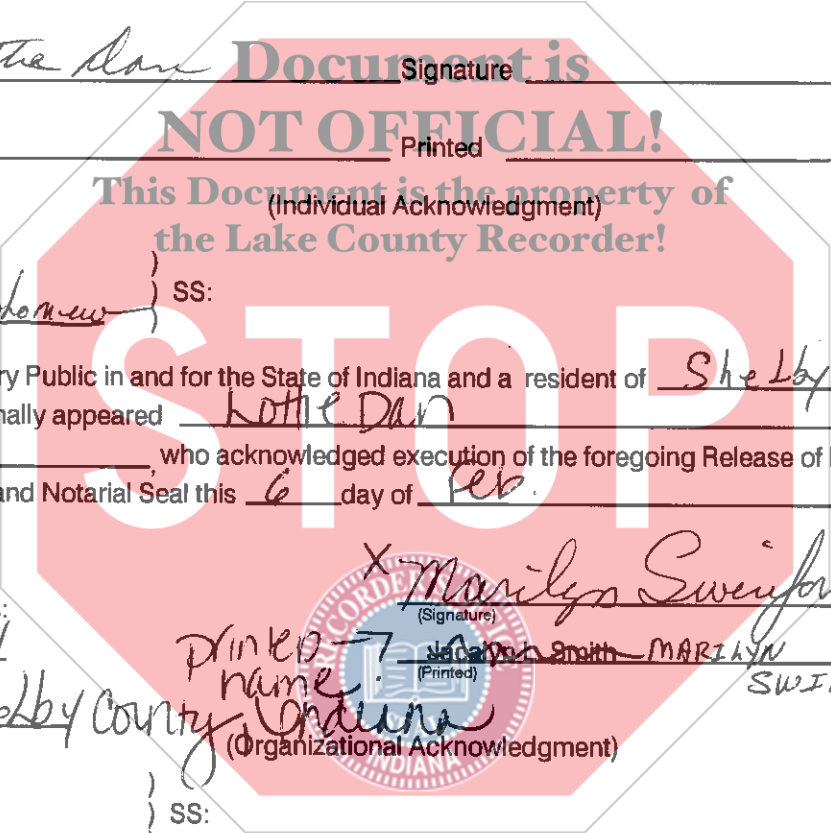 Document is
NOT OFFICIAL!
This Document is the property of
the Lake County Recorder!
STOP
Signature
Printed
(Individual Acknowledgment)
SS:
ry Public in and for the State of Indiana and a resident of Shelby
nally appeared Lottie Dan
, who acknowledged execution of the foregoing Release of
and Notarial Seal this 6 day of Feb.
X Marilyn Swinfor
(Signature)
printed name: Smith MARILYN
(Printed)
SWI
lby County, Indiana
(Organizational Acknowledgment)
INDIANA
SS: